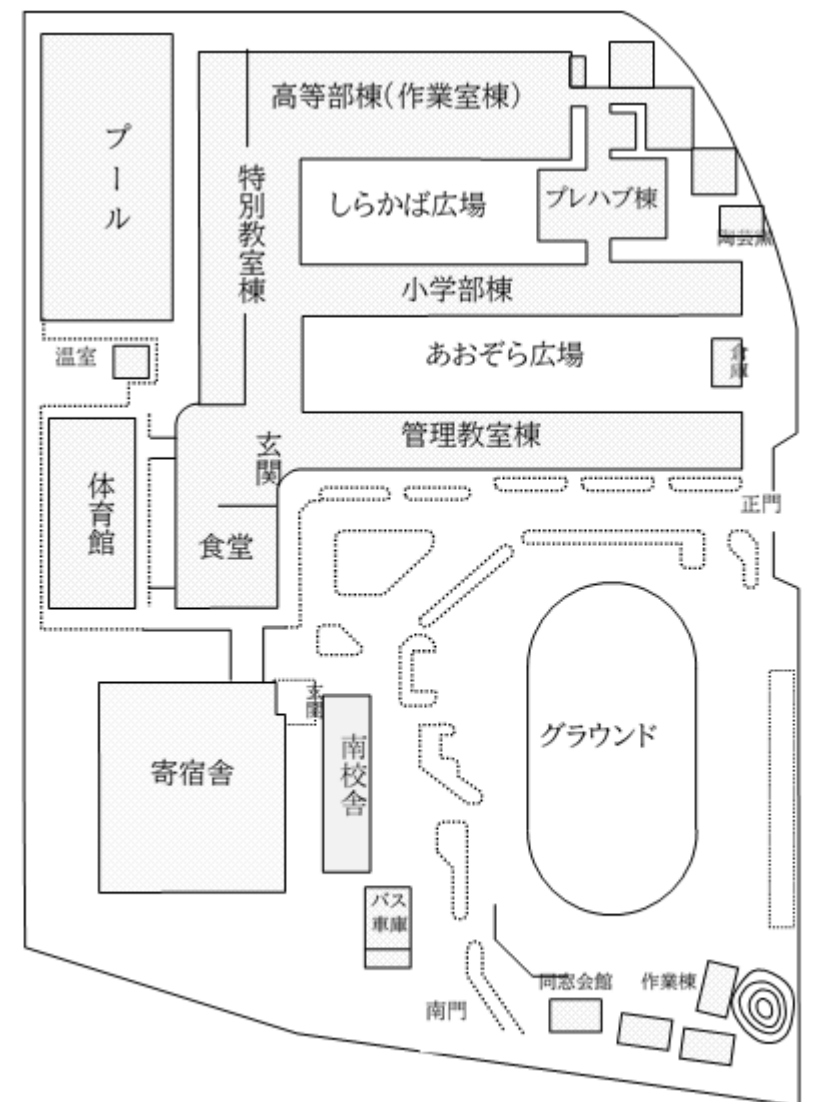 高等部棟(作業室棟)
プール
特別教室棟
しらかば広場
プレハブ棟
陶芸窯
小学部棟
温室
あおぞら広場
倉庫
管理教室棟
玄関
体育館
正門
食堂
玄関
グラウンド
南校舎
寄宿舎
バス
車庫
同窓会館
作業棟
南門